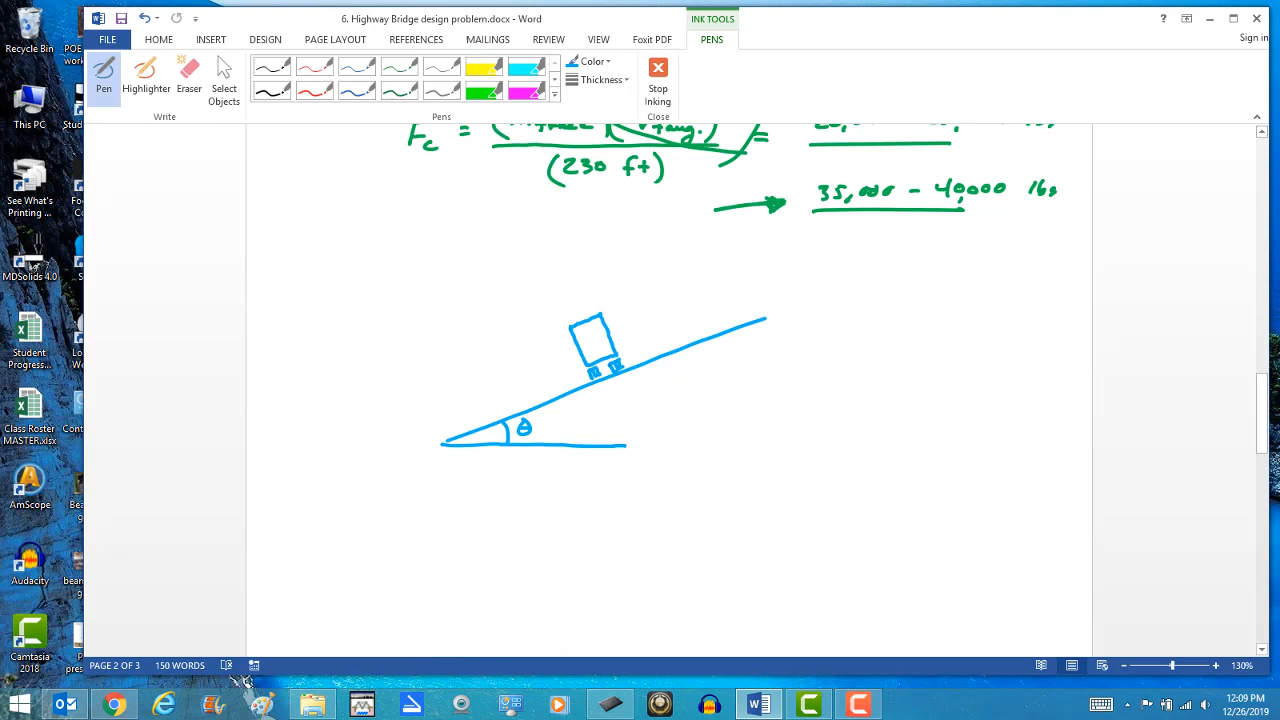 Recycle Bin
This PC
See What's
Printing ...
MDSolids 4.0
Student
Progress ...
Class Roster
MASTER.xlsx
AmScope
Audacity
Camtasia
2018
6. Highway Bridge design problem.docx - Word
INK TOOLS
FILE HOME INSERT DESIGN PAGE LAYOUT REFERENCES MAILINGS REVIEW VIEW Foxit PDF PENS
Sign in
Pen Highlighter Eraser Select Objects
Color
Thickness
Stop Inking
Write Pens Close
Fc = =
(230 ft)
35,000 - 40,000 lbs
θ
PAGE 2 OF 3 150 WORDS 130%
12:09 PM
12/26/2019